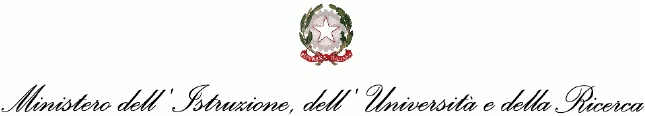 Ministero dell' Istruzione, dell' Università e della Ricerca